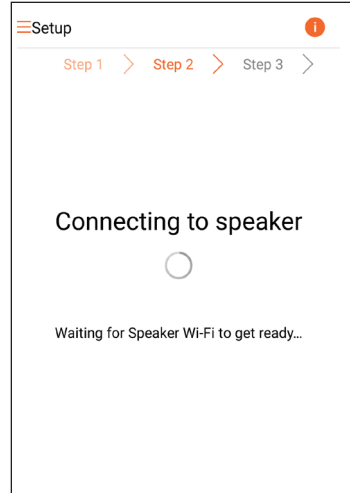 Setup
i
Step 1 Step 2 Step 3
Connecting to speaker
Waiting for Speaker Wi-Fi to get ready...